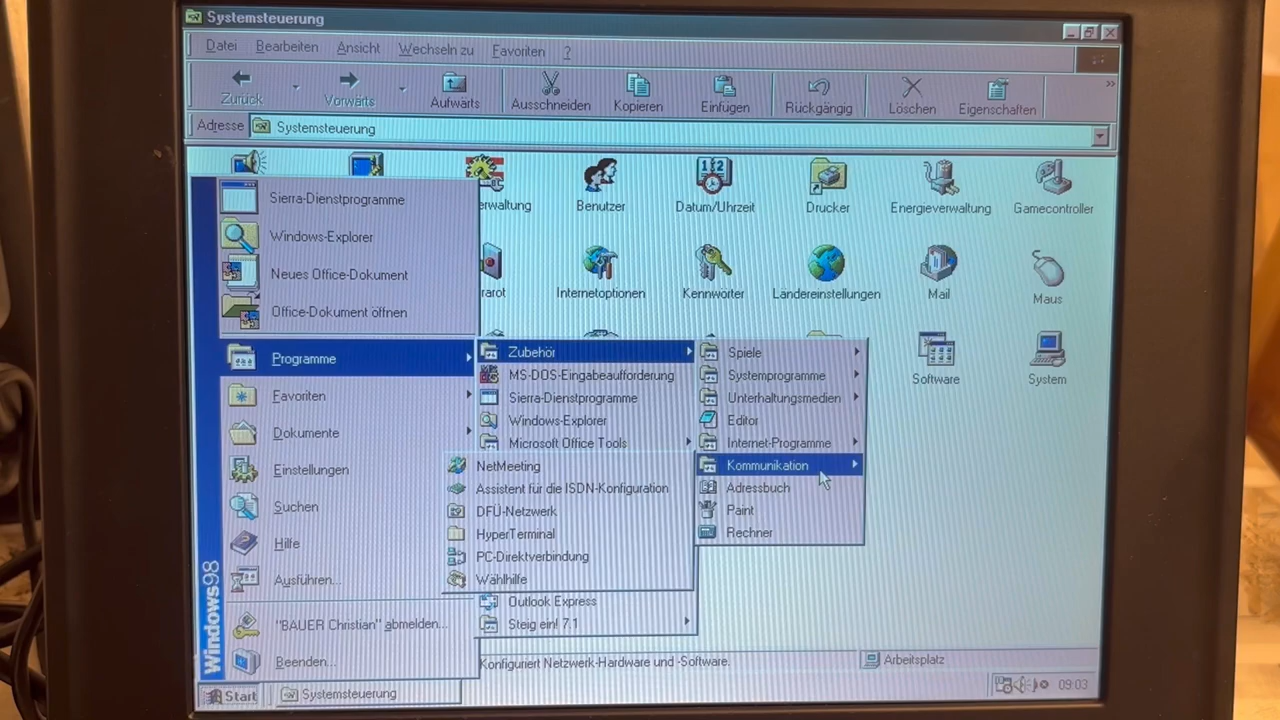 Systemsteuerung
Datei Bearbeiten Ansicht Wechseln zu Favoriten ?
Zurück Vorwärts Aufwärts Ausschneiden Kopieren Einfügen Rückgängig Löschen Eigenschaften »
Adresse Systemsteuerung
erwaltung Benutzer Datum/Uhrzeit Drucker Energieverwaltung Gamecontroller
rarot Internetoptionen Kennwörter Ländereinstellungen Mail Maus
Software System
Sierra-Dienstprogramme
Windows-Explorer
Neues Office-Dokument
Office-Dokument öffnen
Programme
Favoriten
Dokumente
Einstellungen
Suchen
Hilfe
Ausführen...
"BAUER Christian" abmelden...
Beenden...
Windows98
Zubehör
MS-DOS-Eingabeaufforderung
Sierra-Dienstprogramme
Windows-Explorer
Microsoft Office Tools
Outlook Express
Steig ein! 7.1
Spiele
Systemprogramme
Unterhaltungsmedien
Editor
Internet-Programme
Kommunikation
Adressbuch
Paint
Rechner
NetMeeting
Assistent für die ISDN-Konfiguration
DFÜ-Netzwerk
HyperTerminal
PC-Direktverbindung
Wählhilfe
Konfiguriert Netzwerk-Hardware und -Software.
Arbeitsplatz
Start Systemsteuerung 09:03